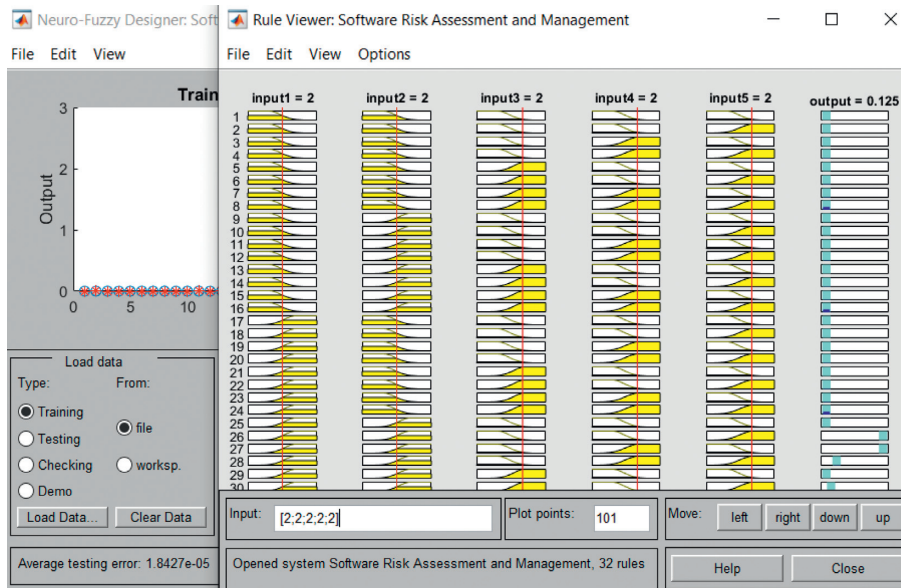 Neuro-Fuzzy Designer: Soft
File Edit View
Train
3
2
1
0
Output
0 5 10
Load data
Type: From:
Training
file
Testing
Checking
worksp.
Demo
Load Data... Clear Data
Average testing error: 1.8427e-05
Rule Viewer: Software Risk Assessment and Management
File Edit View Options
input1 = 2 input2 = 2 input3 = 2 input4 = 2 input5 = 2 output = 0.125
1
2
3
4
5
6
7
8
9
10
11
12
13
14
15
16
17
18
19
20
21
22
23
24
25
26
27
28
29
30
Input: [2;2;2;2;2] Plot points: 101 Move: left right down up
Opened system Software Risk Assessment and Management, 32 rules Help Close